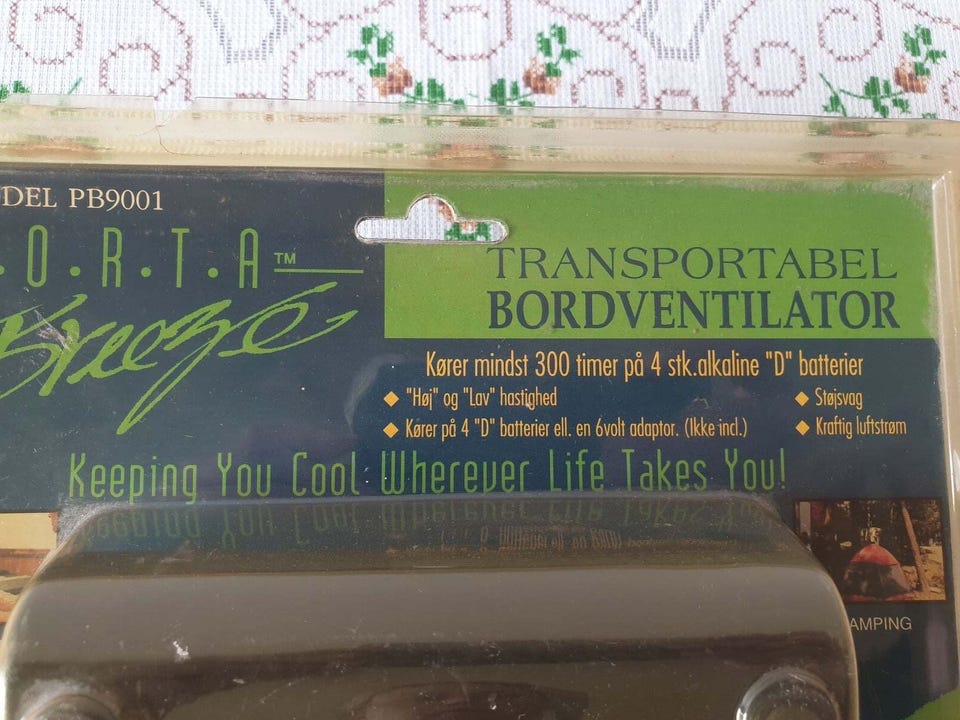 DEL PB9001
ORTA™
Breeze
TRANSPORTABEL
BORDVENTILATOR
Kører mindst 300 timer på 4 stk.alkaline "D" batterier
◆ "Høj" og "Lav" hastighed
◆ Støjsvag
◆ Kører på 4 "D" batterier ell. en 6volt adaptor. (Ikke incl.)
◆ Kraftig luftstrøm
Keeping You Cool Wherever Life Takes You!
AMPING